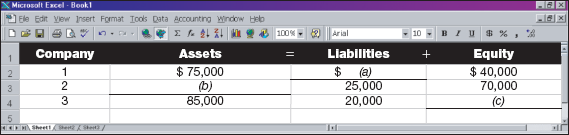 Microsoft Excel - Book1
File Edit View Insert Format Tools Data Accounting Window Help
100% Arial 10 B I U $ % ,
1 Company Assets = Liabilities + Equity
2 1 $ 75,000 $ (a) $ 40,000
3 2 (b) 25,000 70,000
4 3 85,000 20,000 (c)
5
Sheet1 / Sheet2 / Sheet3 /